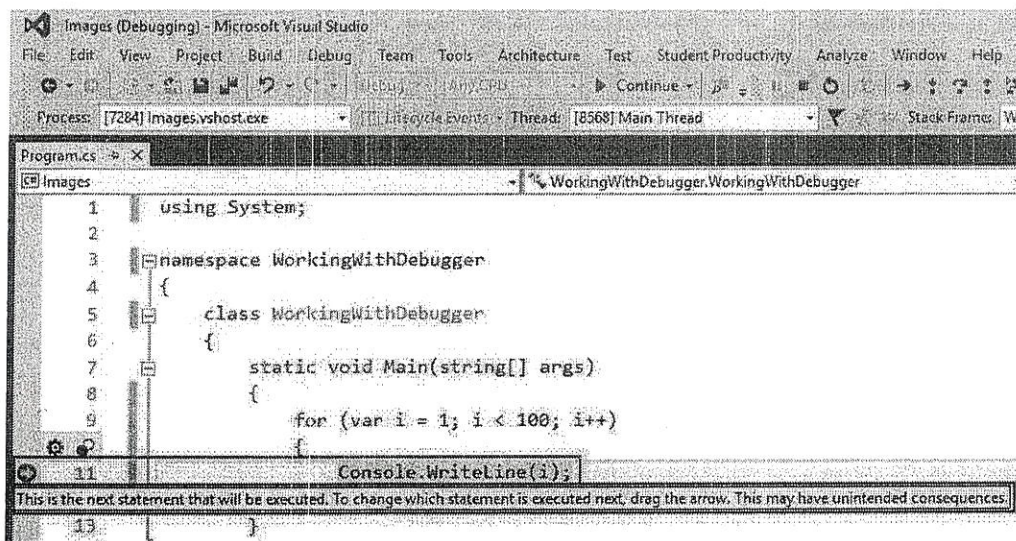 Images (Debugging) - Microsoft Visual Studio
File Edit View Project Build Debug Team Tools Architecture Test Student Productivity Analyze Window Help
Debug Any CPU Continue
Process: [7284] Images.vshost.exe Lifecycle Events Thread: [8568] Main Thread Stack Frame: W
Program.cs
C# Images WorkingWithDebugger.WorkingWithDebugger
1 using System;
2
3 namespace WorkingWithDebugger
4 {
5 class WorkingWithDebugger
6 {
7 static void Main(string[] args)
8 {
9 for (var i = 1; i < 100; i++)
{
11 Console.WriteLine(i);
This is the next statement that will be executed. To change which statement is executed next, drag the arrow. This may have unintended consequences.
13 }